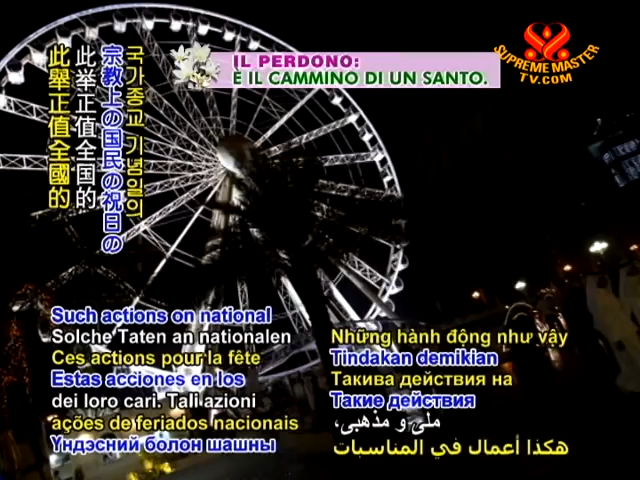 IL PERDONO:
E IL CAMMINO DI UN SANTO.
SUPREME MASTER
TV.COM
국가종교 기념일의
宗教上の国民の祝日の
此举正值全国的
此舉正值全國的
Such actions on national
Solche Taten an nationalen
Ces actions pour la fête
Estas acciones en los
dei loro cari. Tali azioni
ações de feriados nacionais
Үндэсний болон шашны
Những hành động như vậy
Tindakan demikian
Такива действия на
Такие действия
ملی و مذهبی،
هكذا أعمال في المناسبات